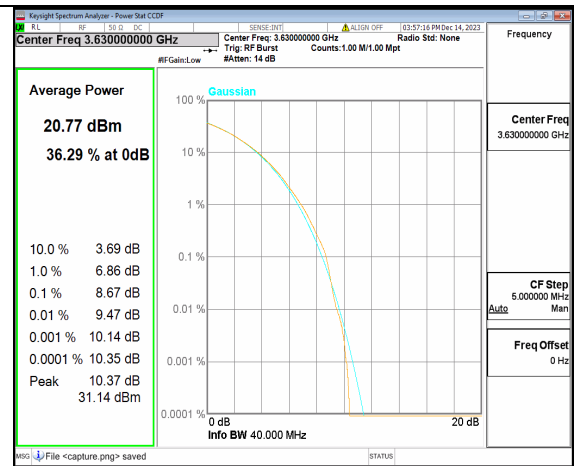 Keysight Spectrum Analyzer - Power Stat CCDF
RL RF 50 Ω DC SENSE:INT ALIGN OFF 03:57:16 PM Dec 14, 2023
Center Freq 3.630000000 GHz
Center Freq: 3.630000000 GHz Radio Std: None
Trig: RF Burst Counts:1.00 M/1.00 Mpt
#IFGain:Low #Atten: 14 dB
Frequency
Average Power
20.77 dBm
36.29 % at 0dB
10.0 % 3.69 dB
1.0 % 6.86 dB
0.1 % 8.67 dB
0.01 % 9.47 dB
0.001 % 10.14 dB
0.0001 % 10.35 dB
Peak 10.37 dB
31.14 dBm
Gaussian
100 %
10 %
1 %
0.1 %
0.01 %
0.001 %
0.0001 %
0 dB 20 dB
Info BW 40.000 MHz
Center Freq
3.630000000 GHz
CF Step
5.000000 MHz
Auto Man
Freq Offset
0 Hz
MSG File <capture.png> saved STATUS